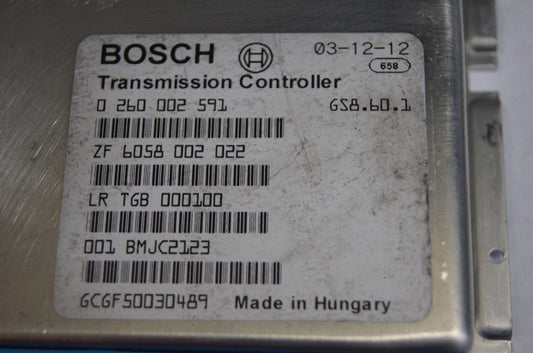 BOSCH 03-12-12
658
Transmission Controller
0 260 002 591 GS8.60.1
ZF 6058 002 022
LR TGB 000100
001 BMJC2123
GCGFS0030489 Made in Hungary